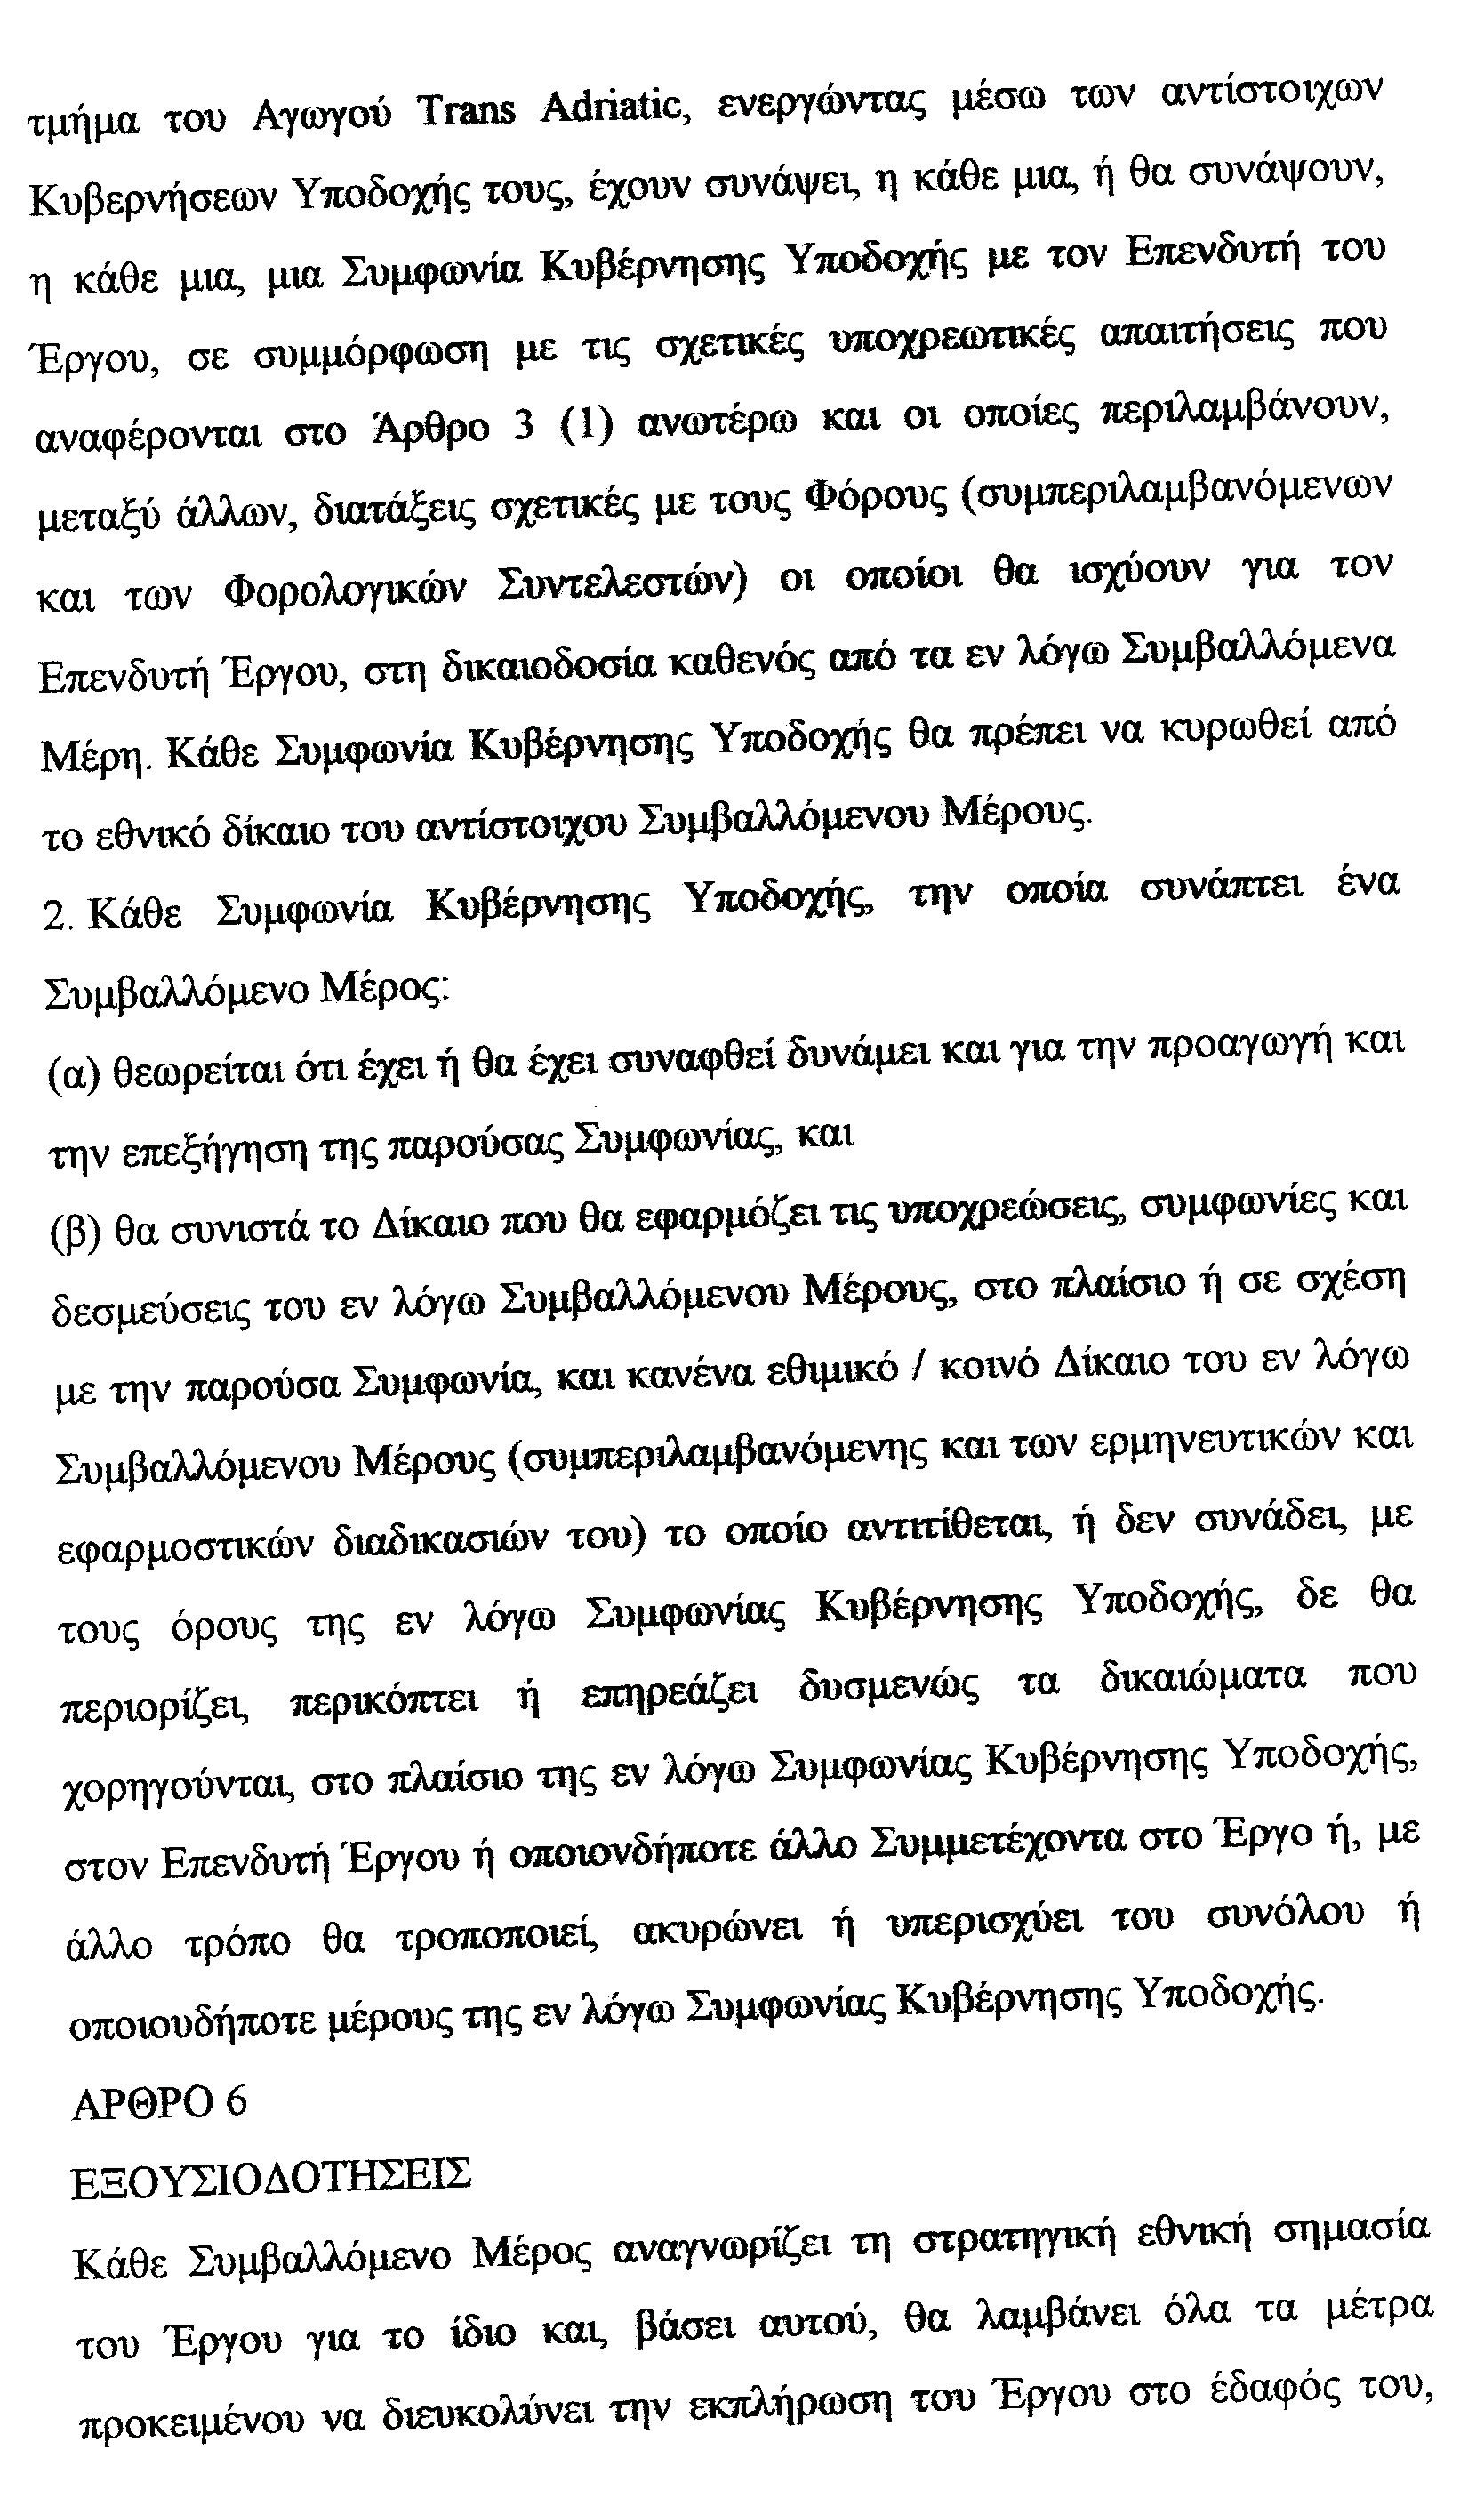 τμήμα του Αγωγού Trans Adriatic, ενεργώντας μέσω των αντίστοιχων
Κυβερνήσεων Υποδοχής τους, έχουν συνάψει, η κάθε μια, ή θα συνάψουν,
η κάθε μια, μια Συμφωνία Κυβέρνησης Υποδοχής με τον Επενδυτή του
Έργου, σε συμμόρφωση με τις σχετικές υποχρεωτικές απαιτήσεις που
αναφέρονται στο Άρθρο 3 (1) ανωτέρω και οι οποίες περιλαμβάνουν,
μεταξύ άλλων, διατάξεις σχετικές με τους Φόρους (συμπεριλαμβανόμενων
και των Φορολογικών Συντελεστών) οι οποίοι θα ισχύουν για τον
Επενδυτή Έργου, στη δικαιοδοσία καθενός από τα εν λόγω Συμβαλλόμενα
Μέρη. Κάθε Συμφωνία Κυβέρνησης Υποδοχής θα πρέπει να κυρωθεί από
το εθνικό δίκαιο του αντίστοιχου Συμβαλλόμενου Μέρους.
2. Κάθε Συμφωνία Κυβέρνησης Υποδοχής, την οποία συνάπτει ένα
Συμβαλλόμενο Μέρος:
(α) θεωρείται ότι έχει ή θα έχει συναφθεί δυνάμει και για την προαγωγή και
την επεξήγηση της παρούσας Συμφωνίας, και
(β) θα συνιστά το Δίκαιο που θα εφαρμόζει τις υποχρεώσεις, συμφωνίες και
δεσμεύσεις του εν λόγω Συμβαλλόμενου Μέρους, στο πλαίσιο ή σε σχέση
με την παρούσα Συμφωνία, και κανένα εθιμικό / κοινό Δίκαιο του εν λόγω
Συμβαλλόμενου Μέρους (συμπεριλαμβανόμενης και των ερμηνευτικών και
εφαρμοστικών διαδικασιών του) το οποίο αντιτίθεται, ή δεν συνάδει, με
τους όρους της εν λόγω Συμφωνίας Κυβέρνησης Υποδοχής, δε θα
περιορίζει, περικόπτει ή επηρεάζει δυσμενώς τα δικαιώματα που
χορηγούνται, στο πλαίσιο της εν λόγω Συμφωνίας Κυβέρνησης Υποδοχής,
στον Επενδυτή Έργου ή οποιονδήποτε άλλο Συμμετέχοντα στο Έργο ή, με
άλλο τρόπο θα τροποποιεί, ακυρώνει ή υπερισχύει του συνόλου ή
οποιουδήποτε μέρους της εν λόγω Συμφωνίας Κυβέρνησης Υποδοχής.
ΑΡΘΡΟ 6
ΕΞΟΥΣΙΟΔΟΤΗΣΕΙΣ
Κάθε Συμβαλλόμενο Μέρος αναγνωρίζει τη στρατηγική εθνική σημασία
του Έργου για το ίδιο και, βάσει αυτού, θα λαμβάνει όλα τα μέτρα
προκειμένου να διευκολύνει την εκπλήρωση του Έργου στο έδαφός του,